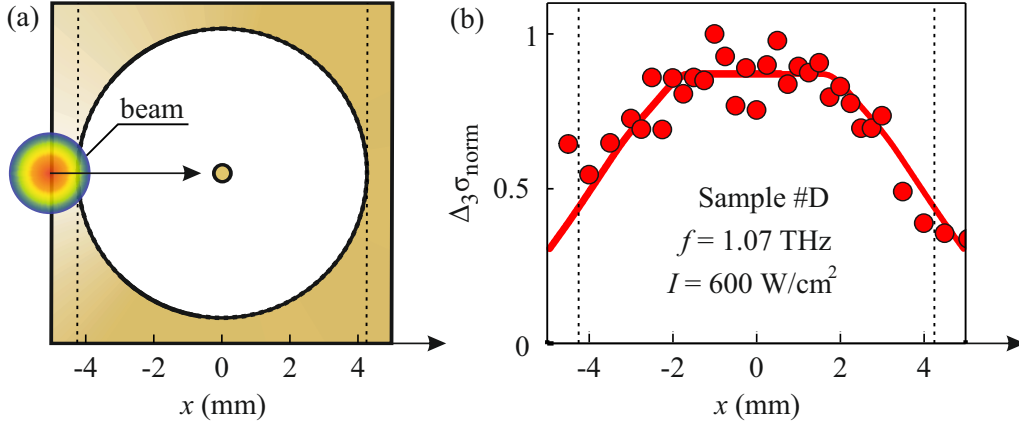 (a)
beam
-4 -2 0 2 4
x (mm)
(b)
1
0.5
0
Δ₃σnorm
Sample #D
f = 1.07 THz
I = 600 W/cm²
-4 -2 0 2 4
x (mm)